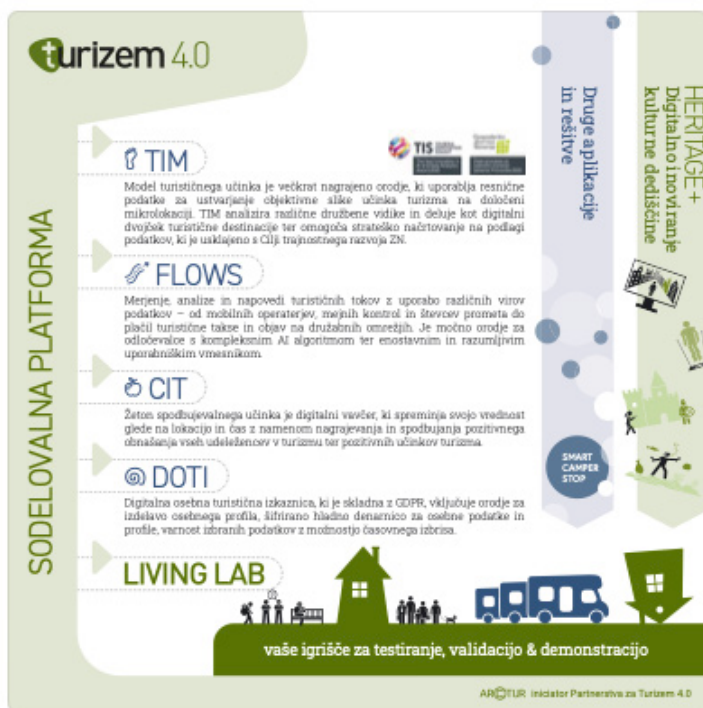 turizem 4.0
SODELOVALNA PLATFORMA
TIM
TIS
Model turističnega učinka je večkrat nagrajeno orodje, ki uporablja resnične
podatke za ustvarjanje objektivne slike učinka turizma na določeni
mikrolokaciji. TIM analizira različne družbene vidike in deluje kot digitalni
dvojček turistične destinacije ter omogoča strateško načrtovanje na podlagi
podatkov, ki je usklajeno s Cilji trajnostnega razvoja ZN.
FLOWS
Merjenje, analize in napovedi turističnih tokov z uporabo različnih virov
podatkov – od mobilnih operaterjev, mejnih kontrol in števcev prometa do
plačil turistične takse in objav na družabnih omrežjih. Je močno orodje za
odločevalce s kompleksnim AI algoritmom ter enostavnim in razumljivim
uporabniškim vmesnikom.
CIT
Žeton spodbujevalnega učinka je digitalni vavčer, ki spreminja svojo vrednost
glede na lokacijo in čas z namenom nagrajevanja in spodbujanja pozitivnega
obnašanja vseh udeležencev v turizmu ter pozitivnih učinkov turizma.
DOTI
Digitalna osebna turistična izkaznica, ki je skladna z GDPR, vključuje orodje za
izdelavo osebnega profila, šifrirano hladno denarnico za osebne podatke in
profile, varnost izbranih podatkov z možnostjo časovnega izbrisa.
LIVING LAB
Druge aplikacije
in rešitve
SMART
CAMPER
STOP
HERITAGE+
Digitalno inoviranje
kulturne dediščine
vaše igrišče za testiranje, validacijo & demonstracijo
ARCTUR iniciator Partnerstva za Turizem 4.0